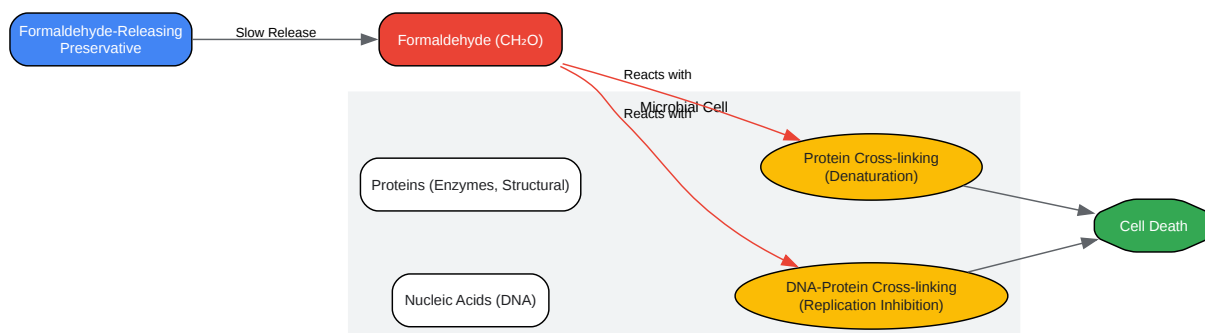 Formaldehyde-Releasing
Preservative
Slow Release
Formaldehyde (CH₂O)
Reacts with
Microbial Cell
Reacts with
Proteins (Enzymes, Structural)
Protein Cross-linking
(Denaturation)
Cell Death
Nucleic Acids (DNA)
DNA-Protein Cross-linking
(Replication Inhibition)